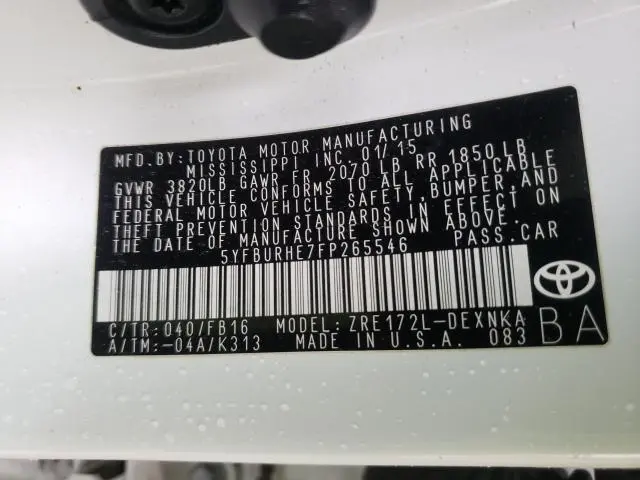 MFD.BY:TOYOTA MOTOR MANUFACTURING
MISSISSIPPI INC. 01/15
GVWR 3820LB GAWR FR 2070LB RR 1850LB
THIS VEHICLE CONFORMS TO ALL APPLICABLE
FEDERAL MOTOR VEHICLE SAFETY, BUMPER, AND
THEFT PREVENTION STANDARDS IN EFFECT ON
THE DATE OF MANUFACTURE SHOWN ABOVE.
5YFBURHE7FP265546 PASS.CAR
C/TR: 040/FB16 MODEL: ZRE172L-DEXNKA
A/TM:-04A/K313 MADE IN U.S.A. 083
BA